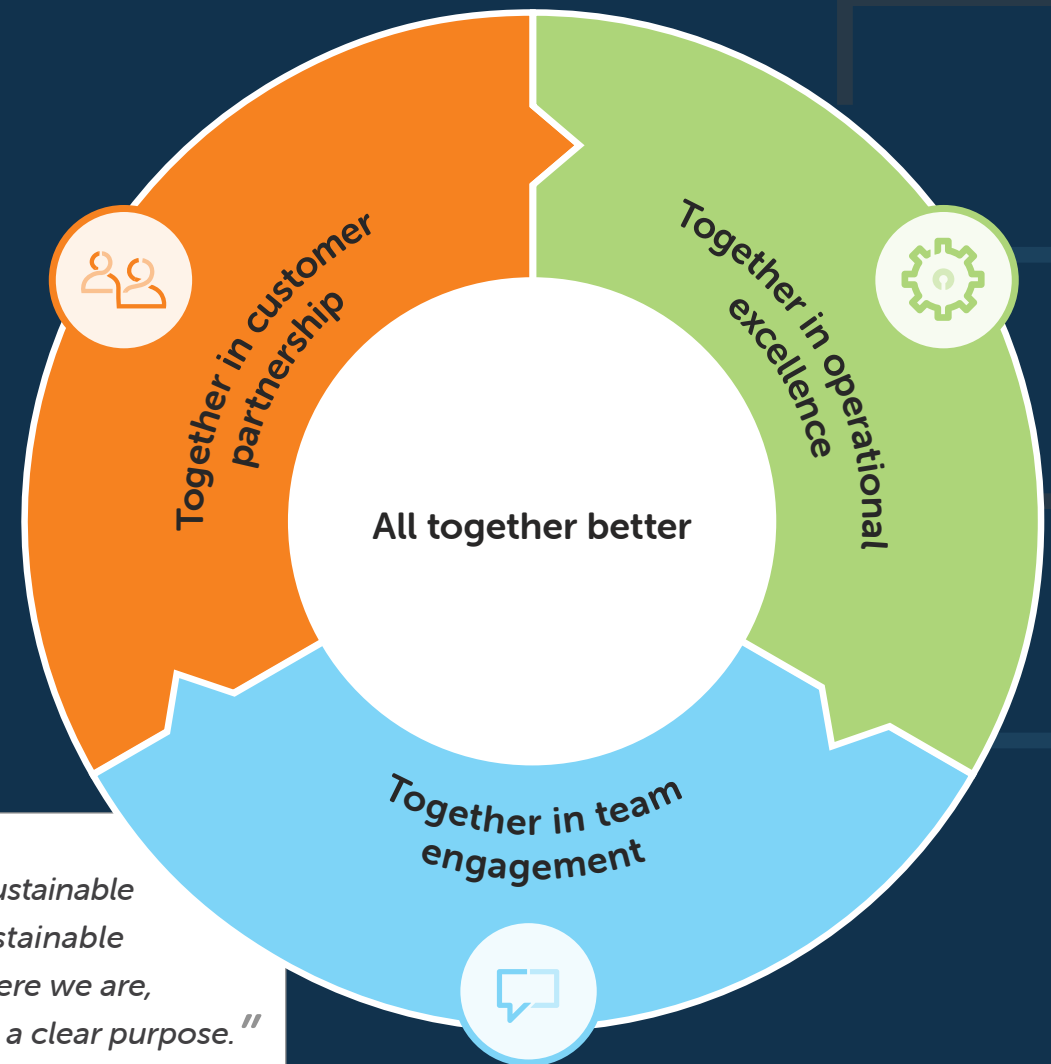 Together in customer
partnership
Together in operational
excellence
All together better
Together in team
engagement
stainable
ere we are,
a clear purpose.”